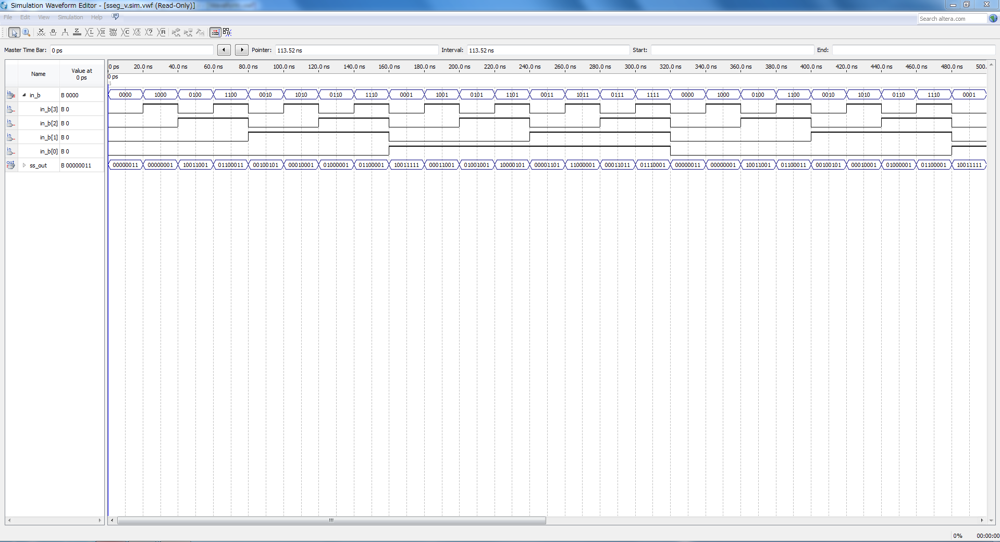 Simulation Waveform Editor - [sseg_v.sim.vwf (Read-Only)]
File Edit View Simulation Help
Search altera.com
Master Time Bar: 0 ps Pointer: 113.52 ns Interval: 113.52 ns Start: End:
Name Value at 0 ps
0 ps 20.0 ns 40.0 ns 60.0 ns 80.0 ns 100.0 ns 120.0 ns 140.0 ns 160.0 ns 180.0 ns 200.0 ns 220.0 ns 240.0 ns 260.0 ns 280.0 ns 300.0 ns 320.0 ns 340.0 ns 360.0 ns 380.0 ns 400.0 ns 420.0 ns 440.0 ns 460.0 ns 480.0 ns 500.
0 ps
in in_b B 0000 0000 1000 0100 1100 0010 1010 0110 1110 0001 1001 0101 1101 0011 1011 0111 1111 0000 1000 0100 1100 0010 1010 0110 1110 0001
in in_b[3] B 0
in in_b[2] B 0
in in_b[1] B 0
in in_b[0] B 0
out ss_out B 00000011 00000011 00000001 10011001 01100011 00100101 00010001 01000001 01100001 10011111 00011001 01001001 10000101 00001101 11000001 00011011 01110001 00000011 00000001 10011001 01100011 00100101 00010001 01000001 01100001 10011111
0% 00:00:00